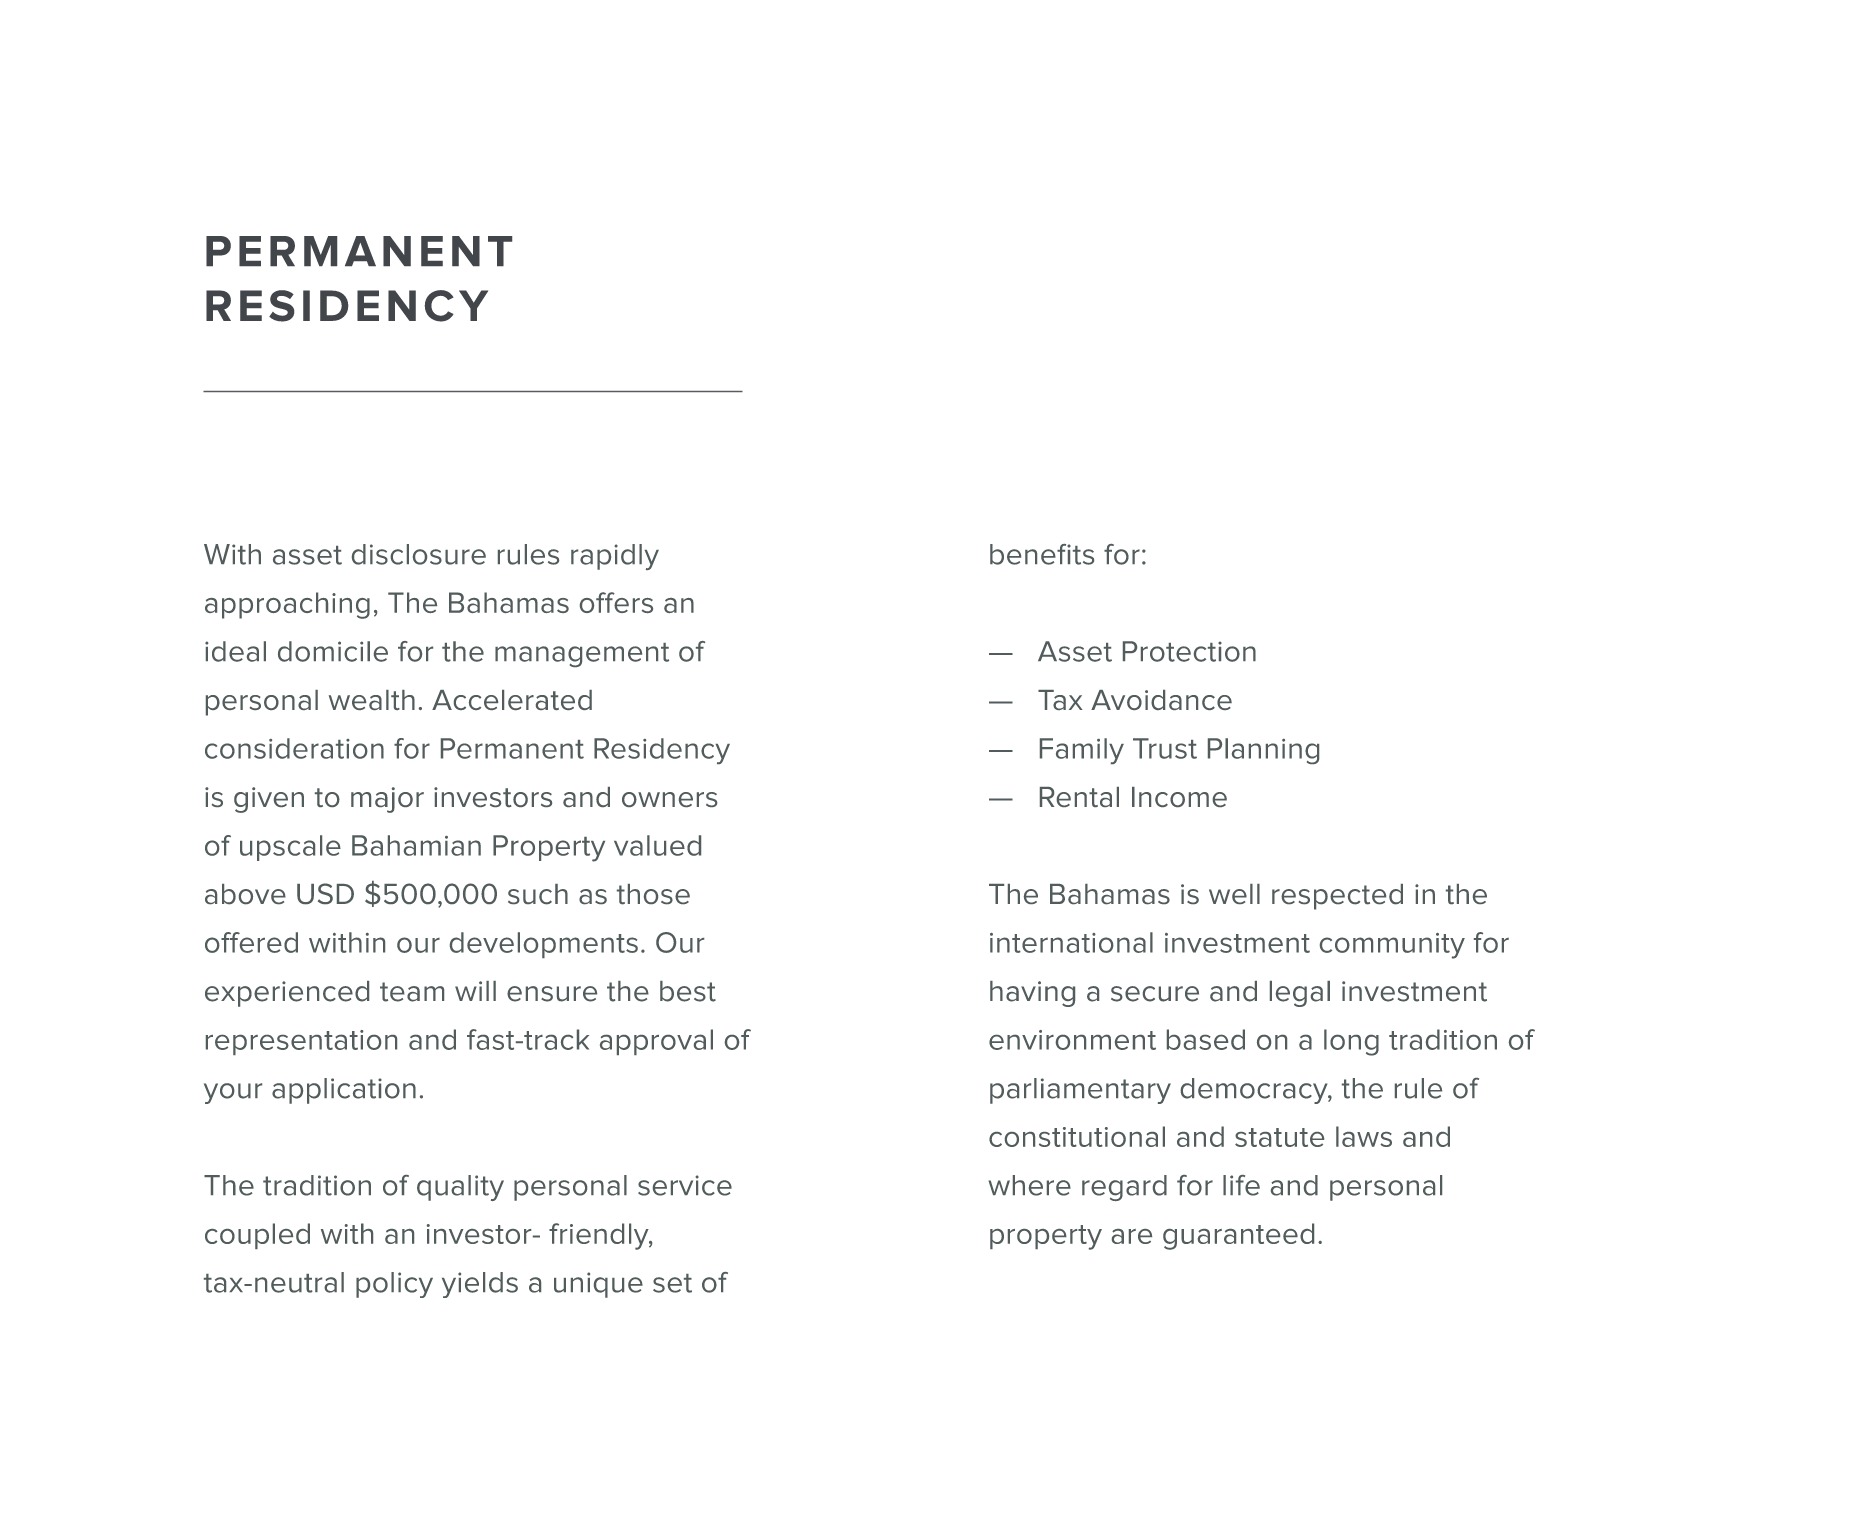 PERMANENT
RESIDENCY
With asset disclosure rules rapidly
approaching, The Bahamas offers an
ideal domicile for the management of
personal wealth. Accelerated
consideration for Permanent Residency
is given to major investors and owners
of upscale Bahamian Property valued
above USD $500,000 such as those
offered within our developments. Our
experienced team will ensure the best
representation and fast-track approval of
your application.
The tradition of quality personal service
coupled with an investor- friendly,
tax-neutral policy yields a unique set of
benefits for:
— Asset Protection
— Tax Avoidance
— Family Trust Planning
— Rental Income
The Bahamas is well respected in the
international investment community for
having a secure and legal investment
environment based on a long tradition of
parliamentary democracy, the rule of
constitutional and statute laws and
where regard for life and personal
property are guaranteed.